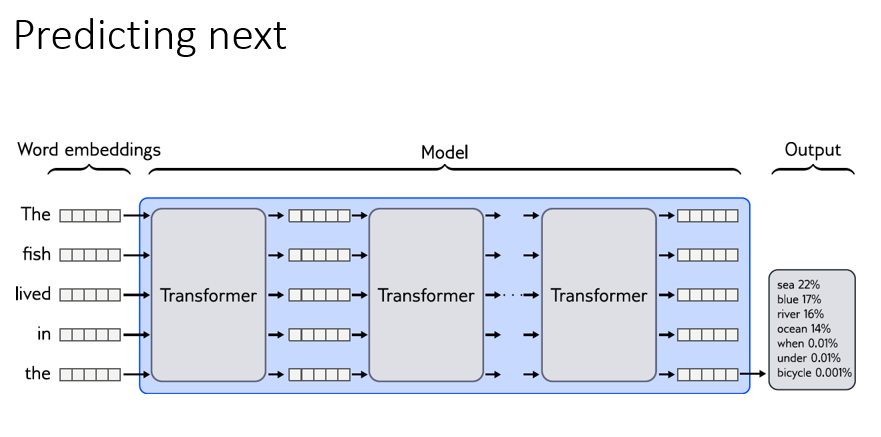 Predicting next
Word embeddings
Model
Output
The
fish
lived
in
the
Transformer
Transformer
...
Transformer
sea 22%
blue 17%
river 16%
ocean 14%
when 0.01%
under 0.01%
bicycle 0.001%